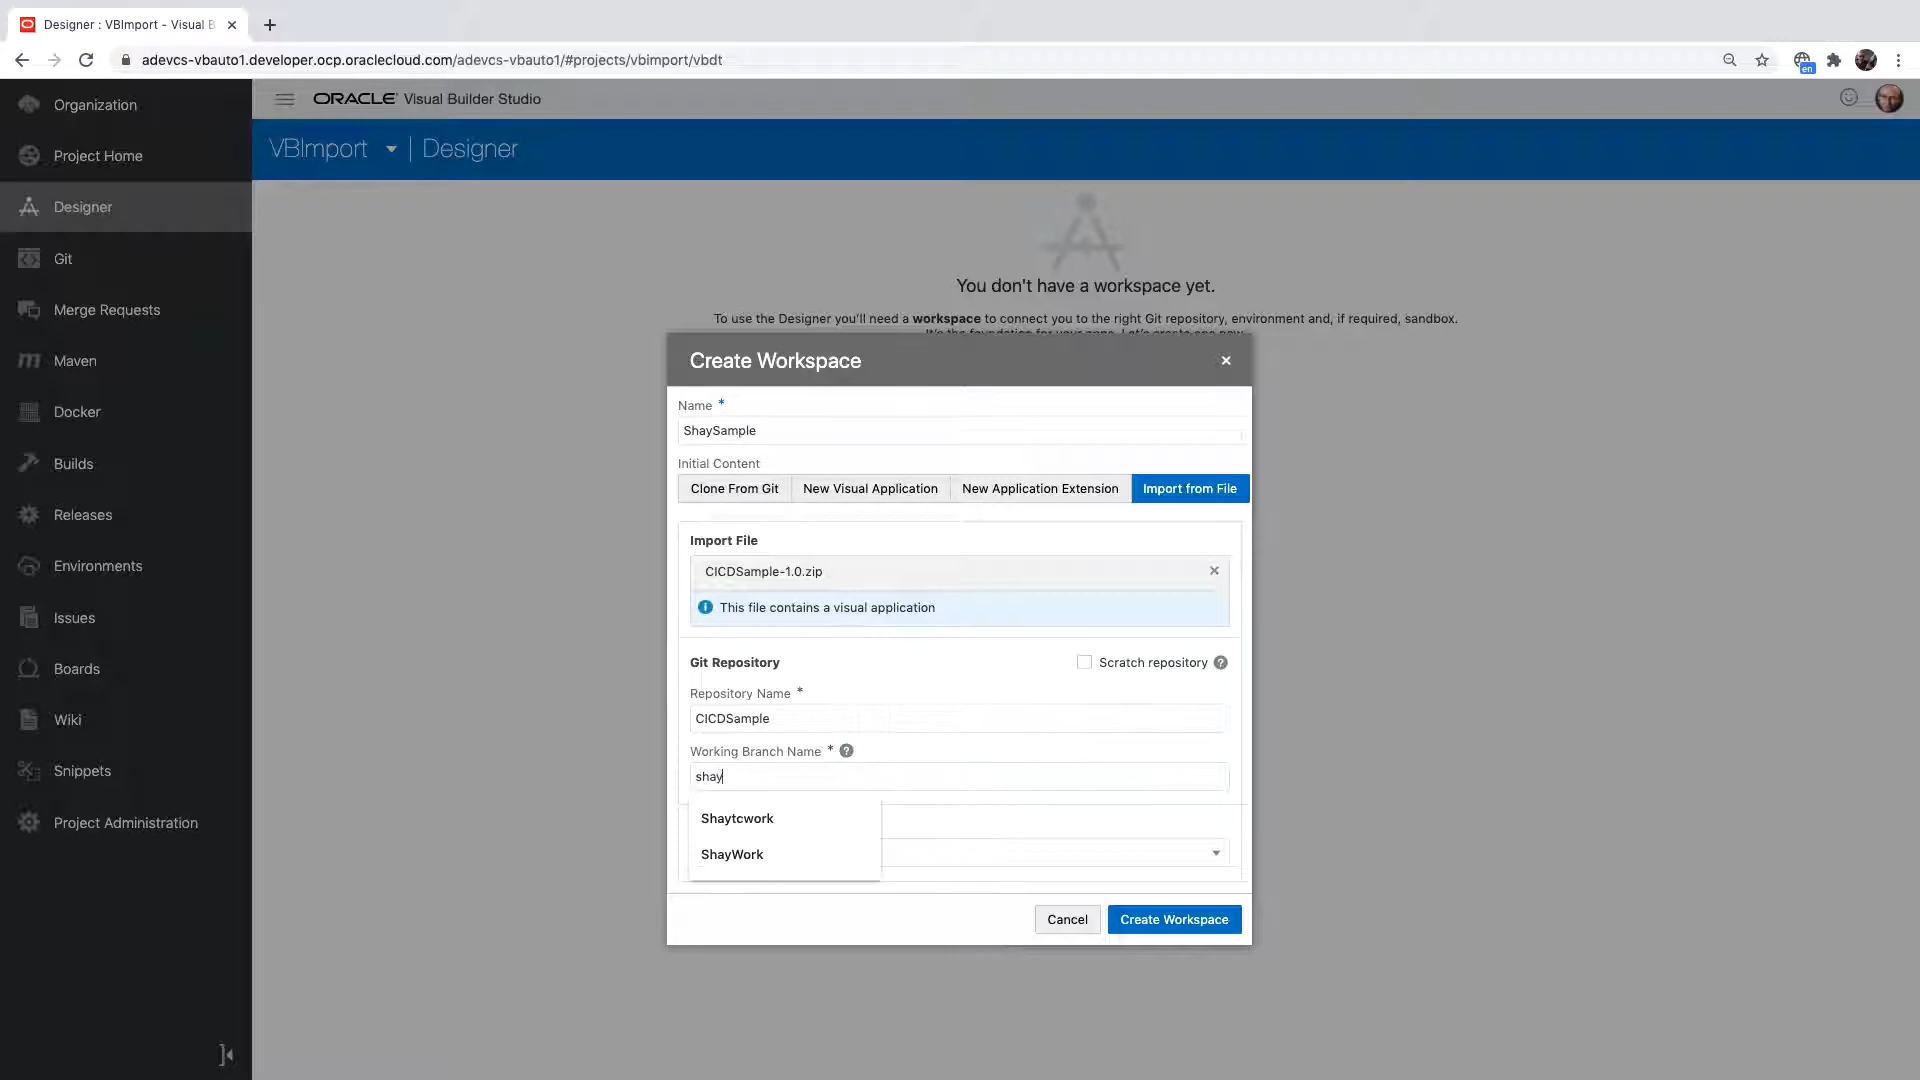 Designer : VBImport - Visual B
adevcs-vbauto1.developer.ocp.oraclecloud.com/adevcs-vbauto1/#projects/vbimport/vbdt
en
Organization
Project Home
Designer
Git
Merge Requests
Maven
Docker
Builds
Releases
Environments
Issues
Boards
Wiki
Snippets
Project Administration
ORACLE Visual Builder Studio
VBImport | Designer
You don't have a workspace yet.
To use the Designer you'll need a workspace to connect you to the right Git repository, environment and, if required, sandbox.
Create Workspace
Name *
ShaySample
Initial Content
Clone From Git
New Visual Application
New Application Extension
Import from File
Import File
CICDSample-1.0.zip
This file contains a visual application
Git Repository
Scratch repository
Repository Name *
CICDSample
Working Branch Name *
shay
Shaytcwork
ShayWork
Cancel
Create Workspace